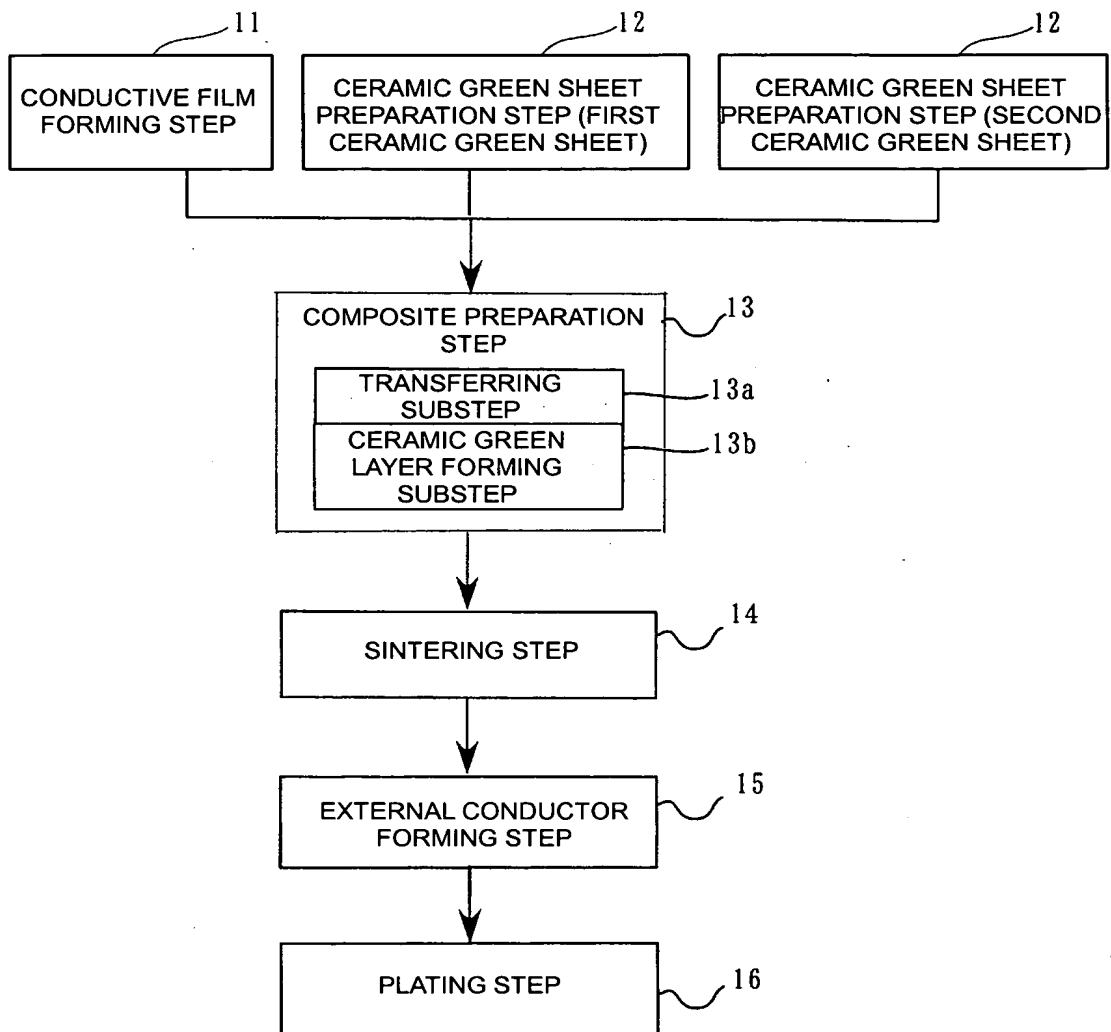 11
12
12
CONDUCTIVE FILM
FORMING STEP
CERAMIC GREEN SHEET
PREPARATION STEP (FIRST
CERAMIC GREEN SHEET)
CERAMIC GREEN SHEET
PREPARATION STEP (SECOND
CERAMIC GREEN SHEET)
COMPOSITE PREPARATION
STEP
13
TRANSFERRING
SUBSTEP
13a
CERAMIC GREEN
LAYER FORMING
SUBSTEP
13b
SINTERING STEP
14
EXTERNAL CONDUCTOR
FORMING STEP
15
PLATING STEP
16